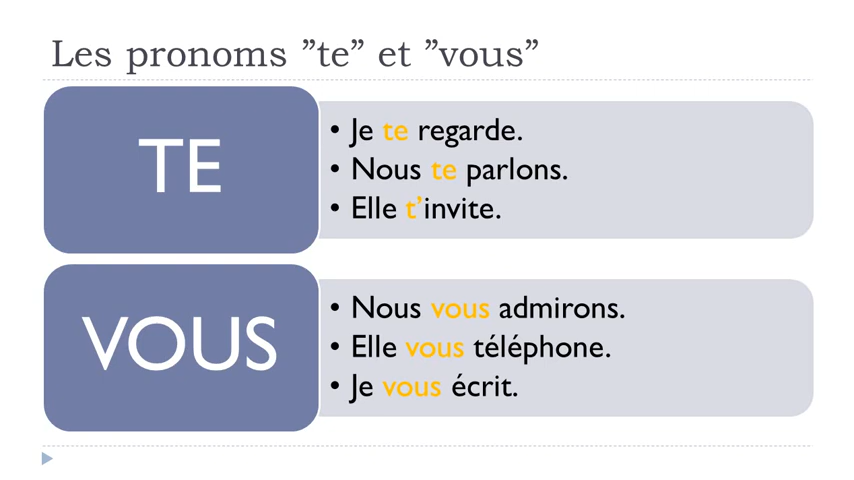 Les pronoms ”te” et ”vous”
TE
• Je te regarde.
• Nous te parlons.
• Elle t’invite.
VOUS
• Nous vous admirons.
• Elle vous téléphone.
• Je vous écrit.